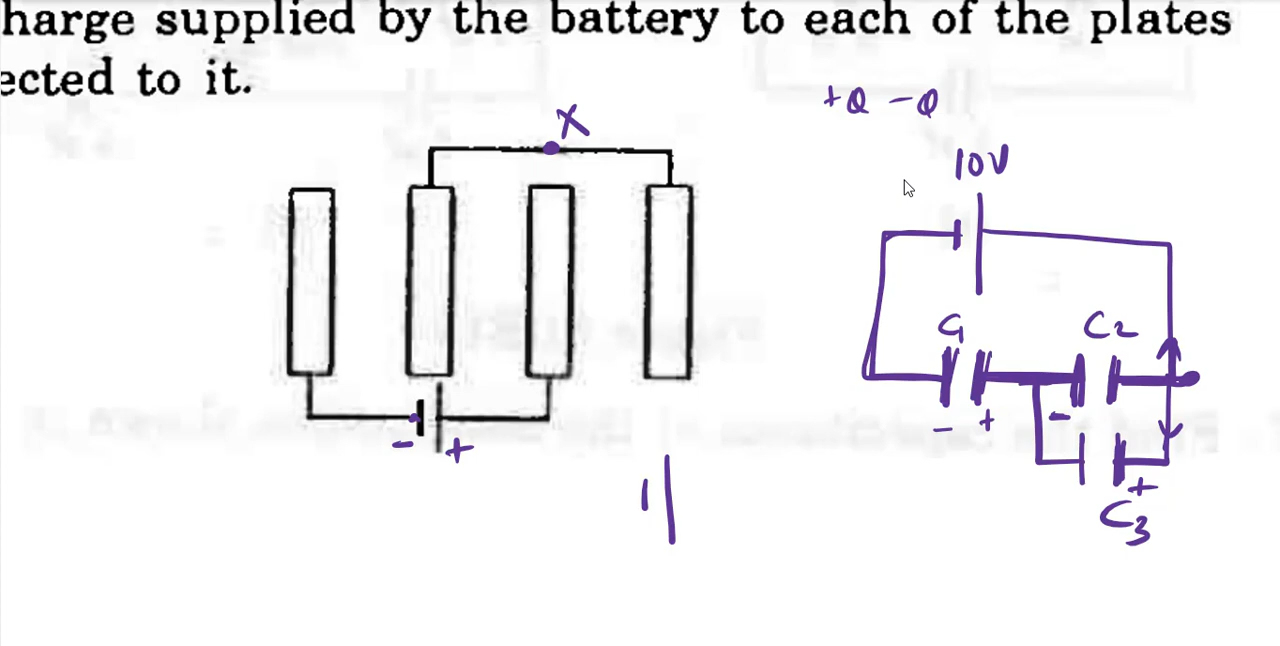 harge supplied by the battery to each of the plates
ected to it.
X
+Q -Q
10V
C1 C2
- + -
- +
+
C3